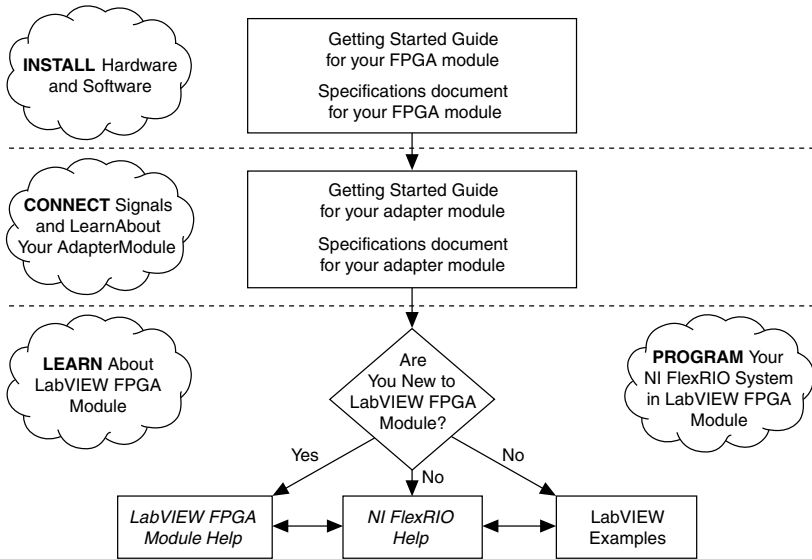 INSTALL Hardware
and Software
Getting Started Guide
for your FPGA module
Specifications document
for your FPGA module
CONNECT Signals
and LearnAbout
Your AdapterModule
Getting Started Guide
for your adapter module
Specifications document
for your adapter module
LEARN About
LabVIEW FPGA
Module
Are
You New to
LabVIEW FPGA
Module?
PROGRAM Your
NI FlexRIO System
in LabVIEW FPGA
Module
Yes
No
No
LabVIEW FPGA
Module Help
NI FlexRIO
Help
LabVIEW
Examples